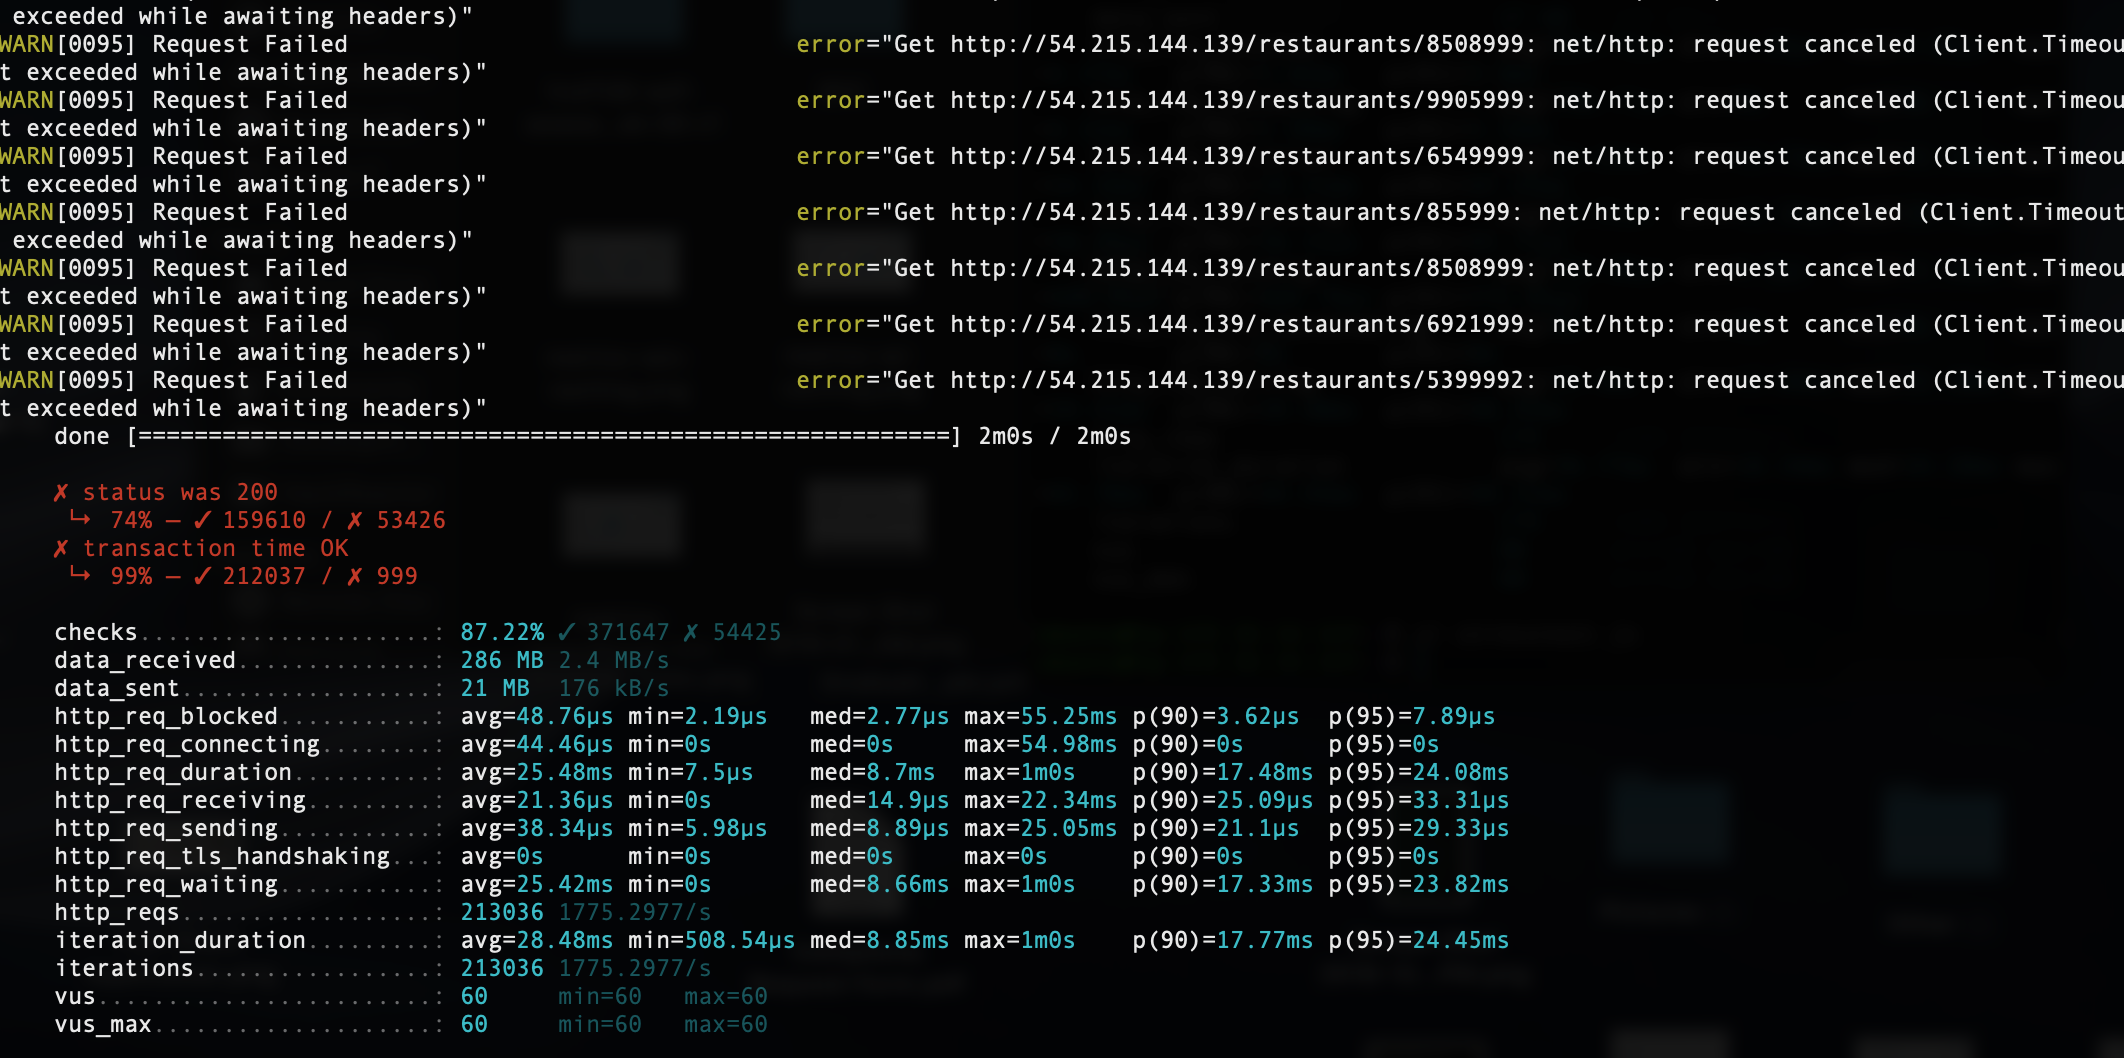 exceeded while awaiting headers)"
WARN[0095] Request Failed error="Get http://54.215.144.139/restaurants/8508999: net/http: request canceled (Client.Timeou
t exceeded while awaiting headers)"
WARN[0095] Request Failed error="Get http://54.215.144.139/restaurants/9905999: net/http: request canceled (Client.Timeou
t exceeded while awaiting headers)"
WARN[0095] Request Failed error="Get http://54.215.144.139/restaurants/6549999: net/http: request canceled (Client.Timeou
t exceeded while awaiting headers)"
WARN[0095] Request Failed error="Get http://54.215.144.139/restaurants/855999: net/http: request canceled (Client.Timeout
exceeded while awaiting headers)"
WARN[0095] Request Failed error="Get http://54.215.144.139/restaurants/8508999: net/http: request canceled (Client.Timeou
t exceeded while awaiting headers)"
WARN[0095] Request Failed error="Get http://54.215.144.139/restaurants/6921999: net/http: request canceled (Client.Timeou
t exceeded while awaiting headers)"
WARN[0095] Request Failed error="Get http://54.215.144.139/restaurants/5399992: net/http: request canceled (Client.Timeou
t exceeded while awaiting headers)"
done [==========================================================] 2m0s / 2m0s
✗ status was 200
↳ 74% — ✓ 159610 / ✗ 53426
✗ transaction time OK
↳ 99% — ✓ 212037 / ✗ 999
checks.....................: 87.22% ✓ 371647 ✗ 54425
data_received..............: 286 MB 2.4 MB/s
data_sent..................: 21 MB 176 kB/s
http_req_blocked...........: avg=48.76µs min=2.19µs med=2.77µs max=55.25ms p(90)=3.62µs p(95)=7.89µs
http_req_connecting........: avg=44.46µs min=0s med=0s max=54.98ms p(90)=0s p(95)=0s
http_req_duration..........: avg=25.48ms min=7.5µs med=8.7ms max=1m0s p(90)=17.48ms p(95)=24.08ms
http_req_receiving.........: avg=21.36µs min=0s med=14.9µs max=22.34ms p(90)=25.09µs p(95)=33.31µs
http_req_sending...........: avg=38.34µs min=5.98µs med=8.89µs max=25.05ms p(90)=21.1µs p(95)=29.33µs
http_req_tls_handshaking...: avg=0s min=0s med=0s max=0s p(90)=0s p(95)=0s
http_req_waiting...........: avg=25.42ms min=0s med=8.66ms max=1m0s p(90)=17.33ms p(95)=23.82ms
http_reqs..................: 213036 1775.2977/s
iteration_duration.........: avg=28.48ms min=508.54µs med=8.85ms max=1m0s p(90)=17.77ms p(95)=24.45ms
iterations.................: 213036 1775.2977/s
vus........................: 60 min=60 max=60
vus_max....................: 60 min=60 max=60